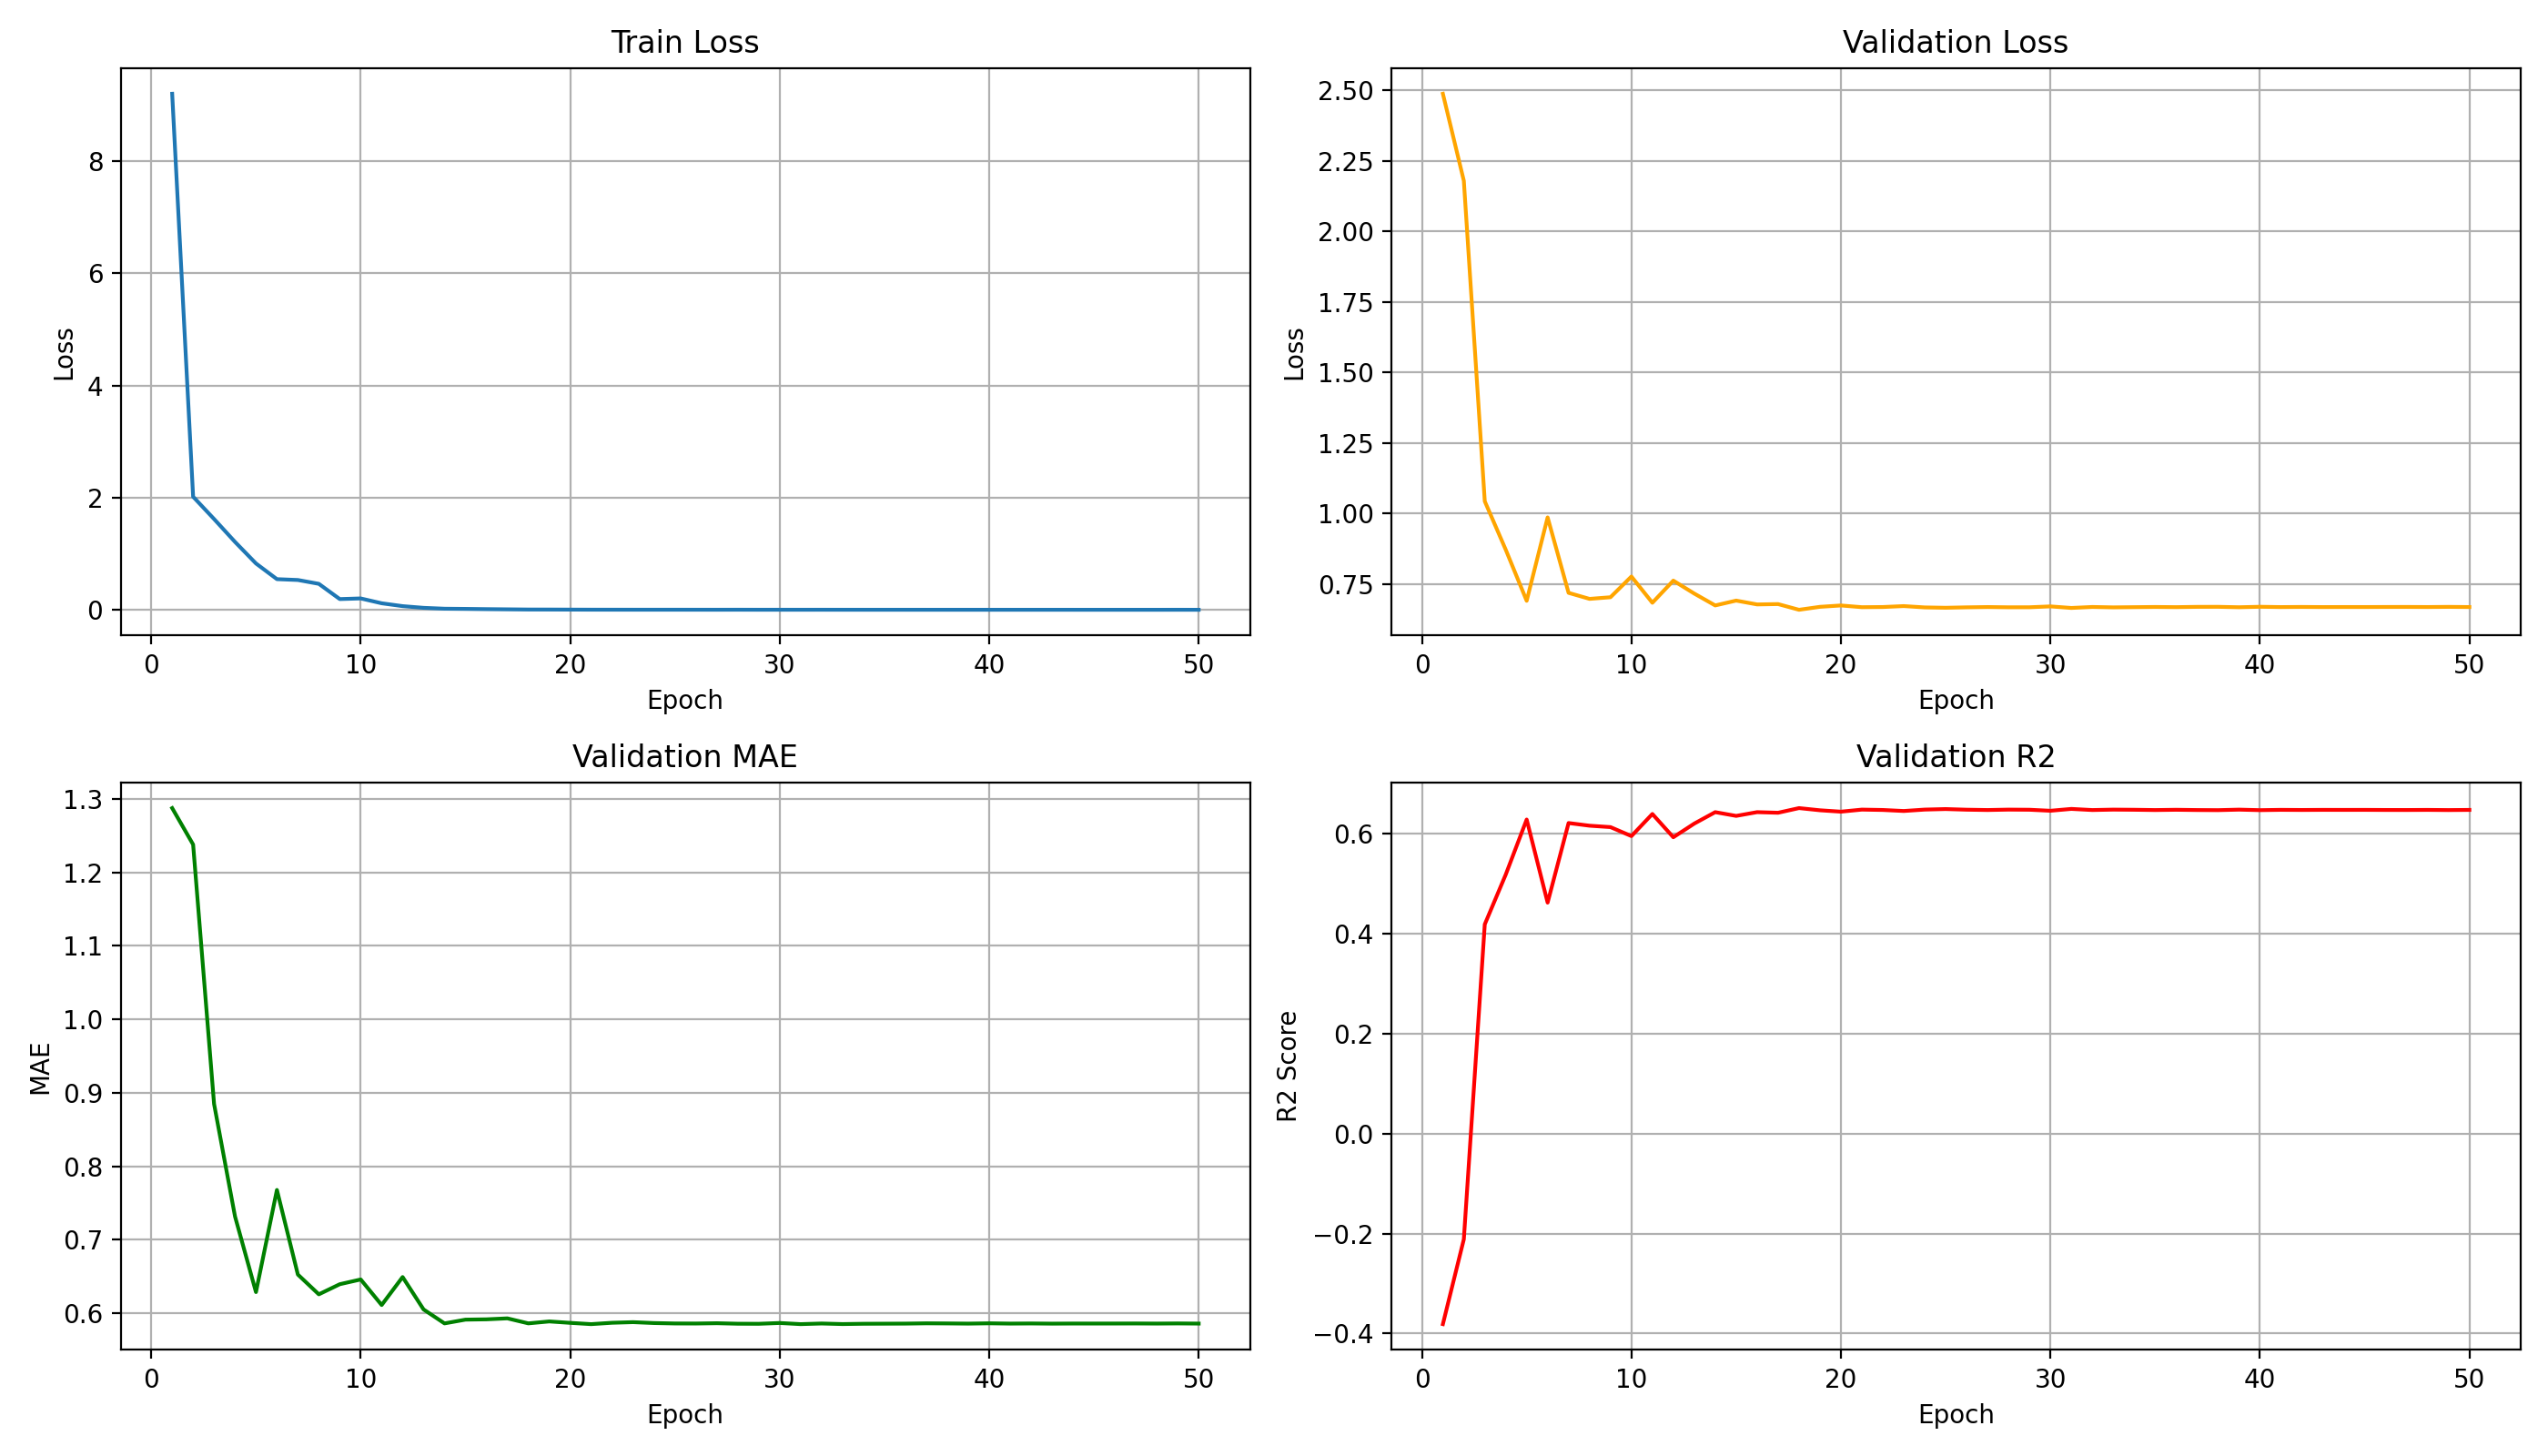 Train Loss
Loss
8
6
4
2
0
0 10 20 30 40 50
Epoch
Validation Loss
Loss
2.50
2.25
2.00
1.75
1.50
1.25
1.00
0.75
0 10 20 30 40 50
Epoch
Validation MAE
MAE
1.3
1.2
1.1
1.0
0.9
0.8
0.7
0.6
0 10 20 30 40 50
Epoch
Validation R2
R2 Score
0.6
0.4
0.2
0.0
−0.2
−0.4
0 10 20 30 40 50
Epoch